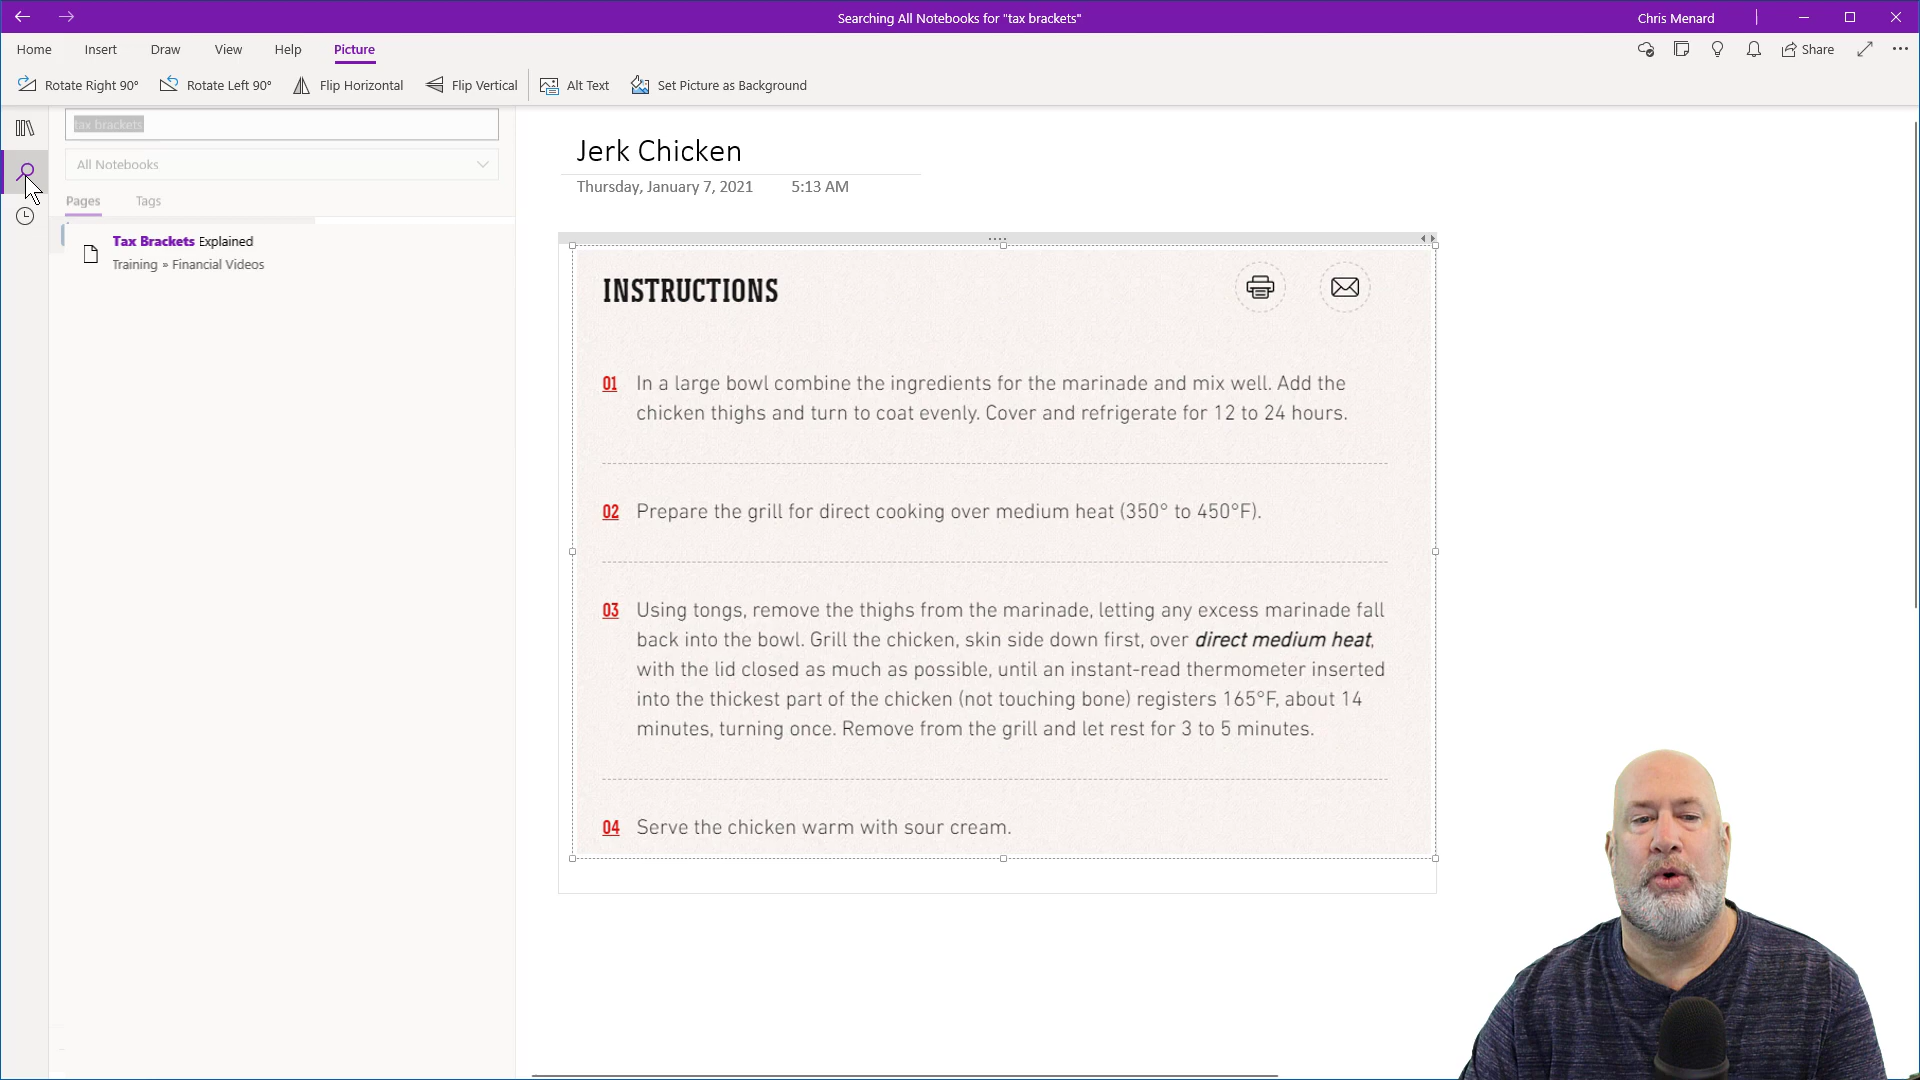 Searching All Notebooks for "tax brackets"
Chris Menard
Home Insert Draw View Help Picture
Share
Rotate Right 90° Rotate Left 90° Flip Horizontal Flip Vertical Alt Text Set Picture as Background
tax brackets
All Notebooks
Pages Tags
Tax Brackets Explained
Training » Financial Videos
Jerk Chicken
Thursday, January 7, 2021 5:13 AM
INSTRUCTIONS
01 In a large bowl combine the ingredients for the marinade and mix well. Add the
chicken thighs and turn to coat evenly. Cover and refrigerate for 12 to 24 hours.
02 Prepare the grill for direct cooking over medium heat (350° to 450°F).
03 Using tongs, remove the thighs from the marinade, letting any excess marinade fall
back into the bowl. Grill the chicken, skin side down first, over direct medium heat,
with the lid closed as much as possible, until an instant-read thermometer inserted
into the thickest part of the chicken (not touching bone) registers 165°F, about 14
minutes, turning once. Remove from the grill and let rest for 3 to 5 minutes.
04 Serve the chicken warm with sour cream.